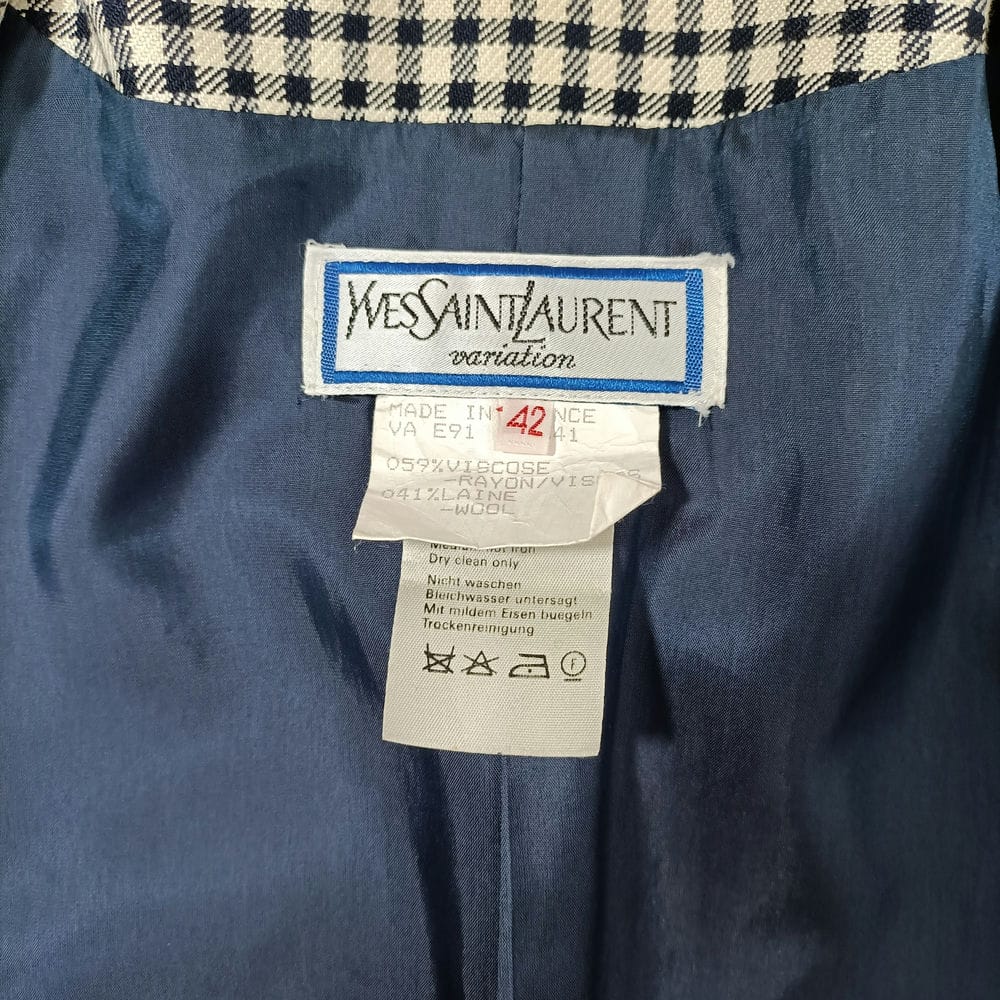 YVES SAINT LAURENT
variation
MADE IN NCE
42
VA E91 41
059%VISCOSE
-RAYON/VIS
041%LAINE
-WOOL
Dry clean only
Nicht waschen
Bleichwasser untersagt
Mit mildem Eisen buegeln
Trockenreinigung
F